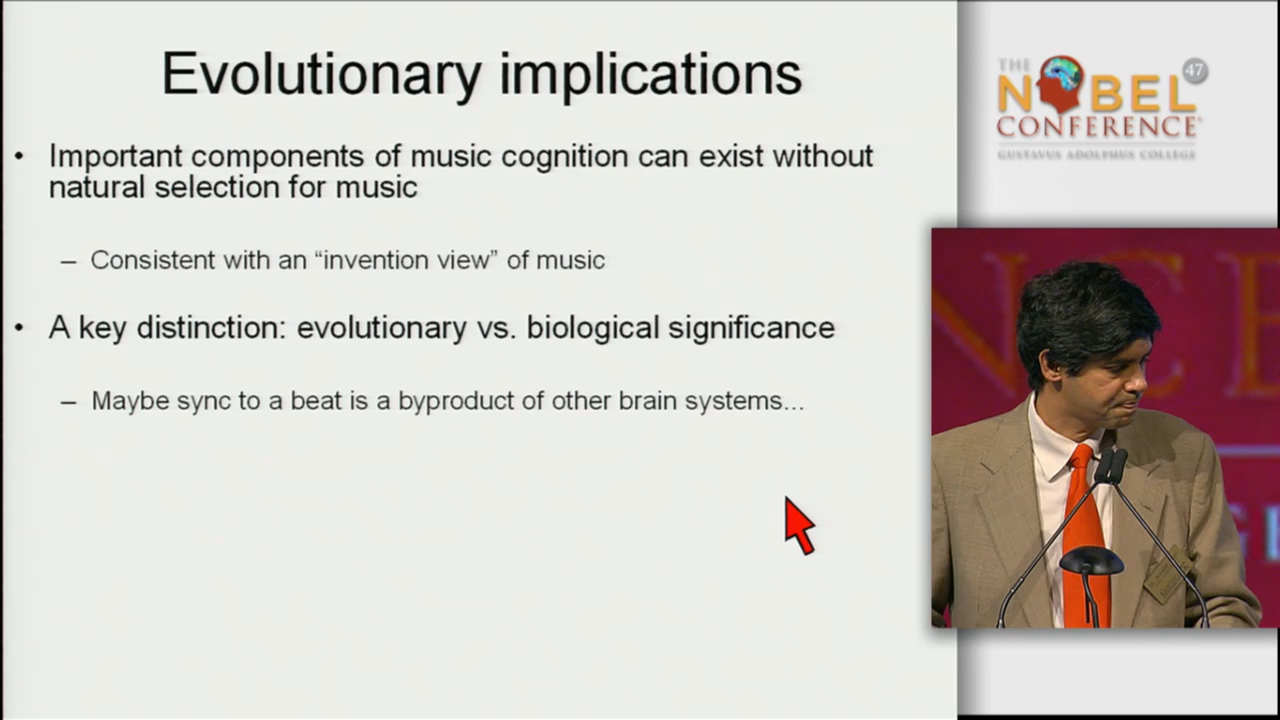 Evolutionary implications
• Important components of music cognition can exist without
natural selection for music
– Consistent with an “invention view” of music
• A key distinction: evolutionary vs. biological significance
– Maybe sync to a beat is a byproduct of other brain systems...
THE
NOBEL 47
CONFERENCE
GUSTAVUS ADOLPHUS COLLEGE
NCE